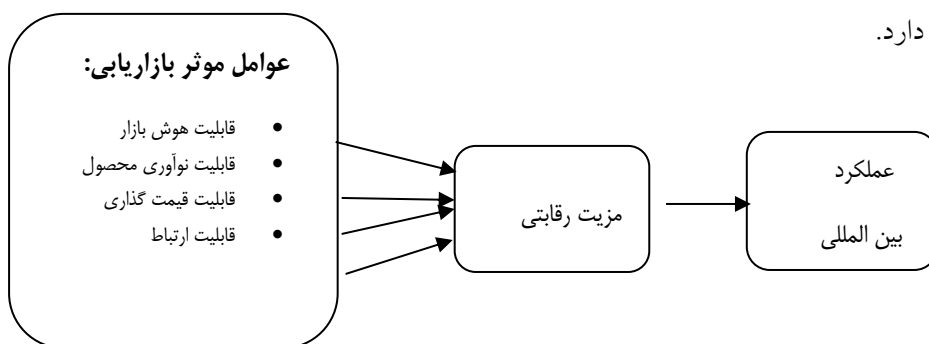 دارد.
عوامل موثر بازاریابی:
• قابلیت هوش بازار
• قابلیت نوآوری محصول
• قابلیت قیمت گذاری
• قابلیت ارتباط
مزیت رقابتی
عملکرد
بین المللی